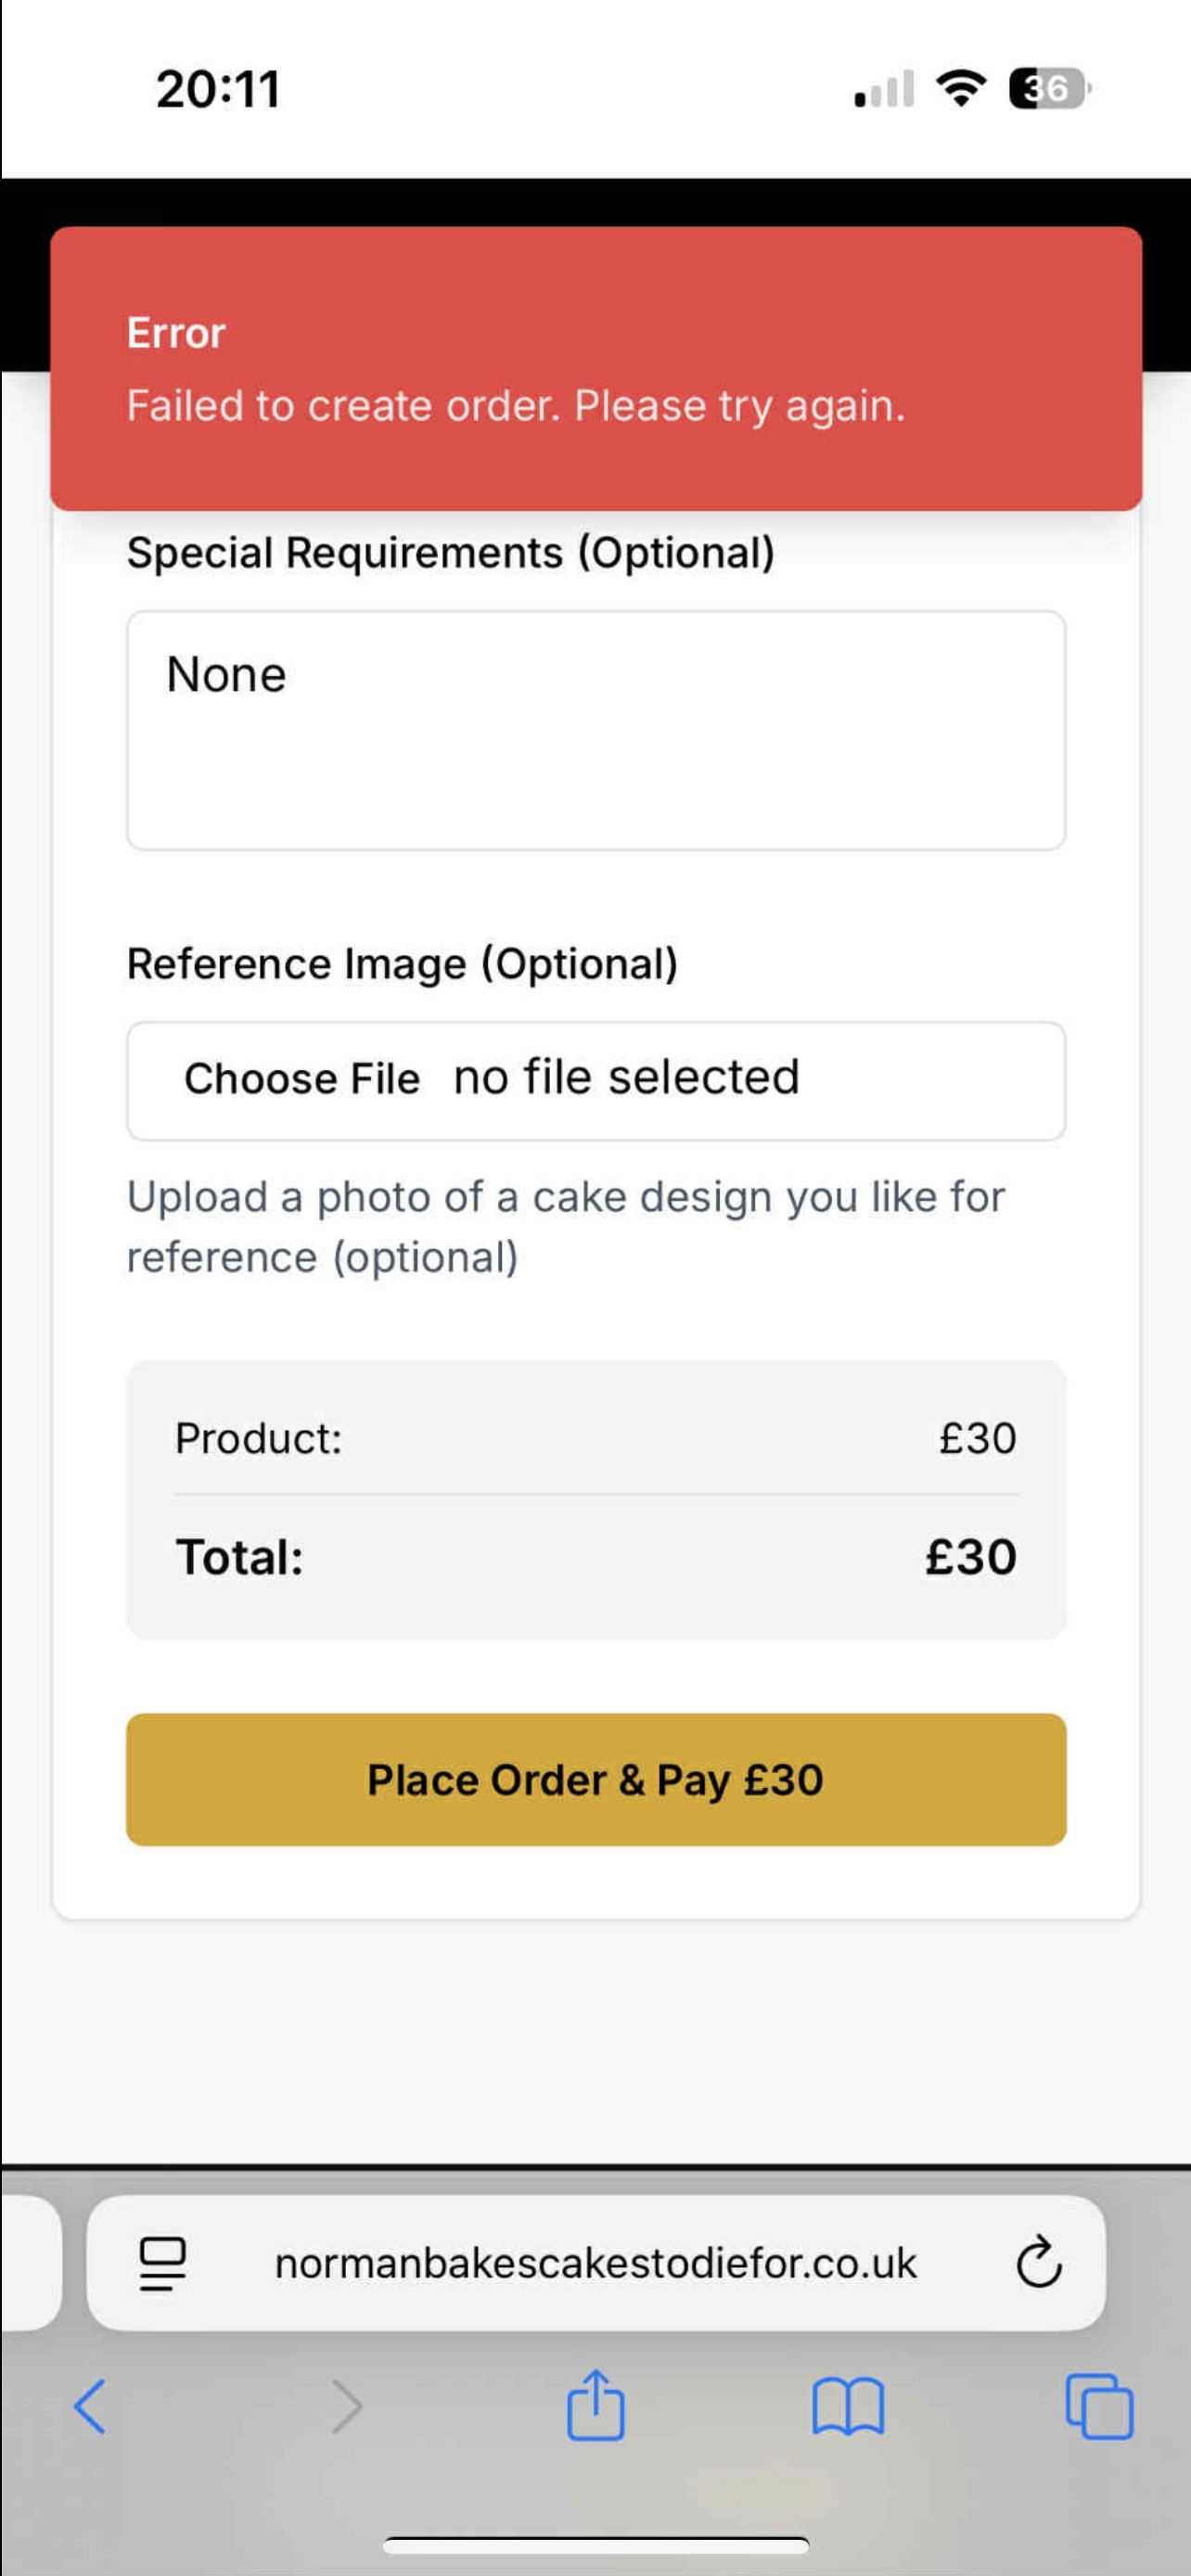 20:11
36
Error
Failed to create order. Please try again.
Special Requirements (Optional)
None
Reference Image (Optional)
Choose File no file selected
Upload a photo of a cake design you like for
reference (optional)
Product: £30
Total: £30
Place Order & Pay £30
normanbakescakestodiefor.co.uk